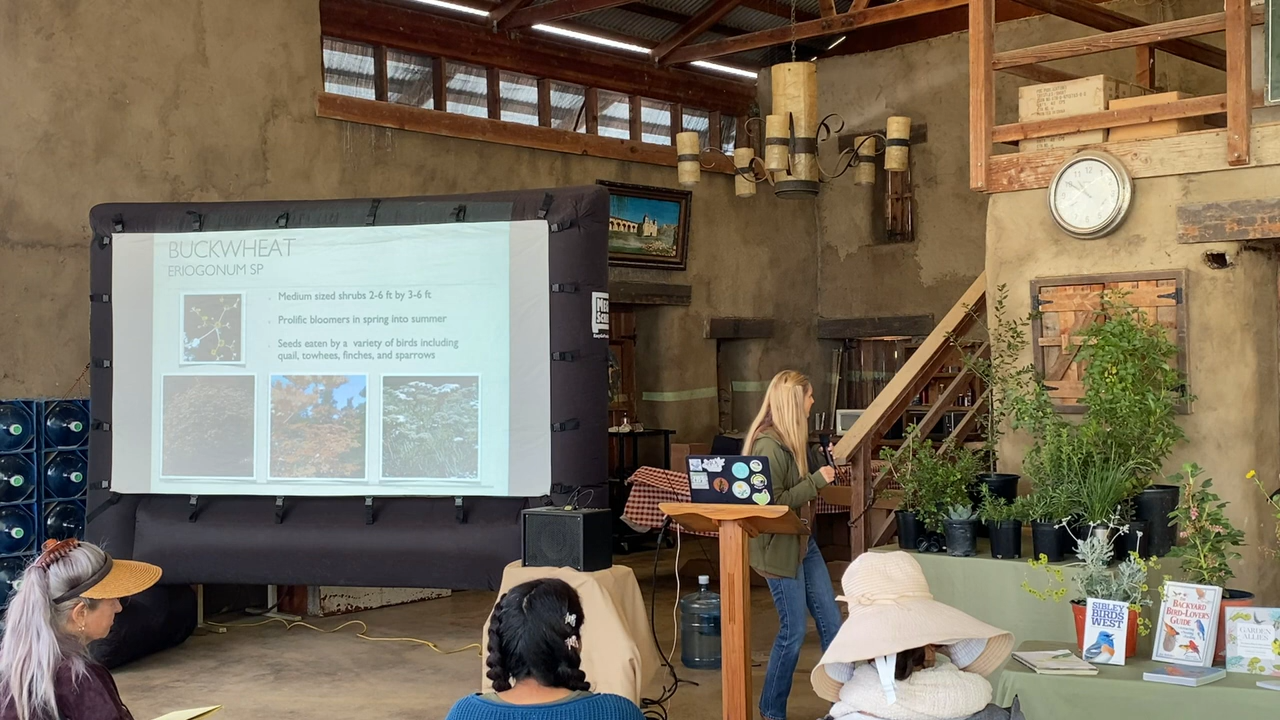 BUCKWHEAT
ERIOGONUM SP
Medium sized shrubs 2-6 ft by 3-6 ft
Prolific bloomers in spring into summer
Seeds eaten by a variety of birds including
quail, towhees, finches, and sparrows
SIBLEY
BIRDS
WEST
BACKYARD
BIRD-LOVER'S
GUIDE
GARDEN
ALLIES